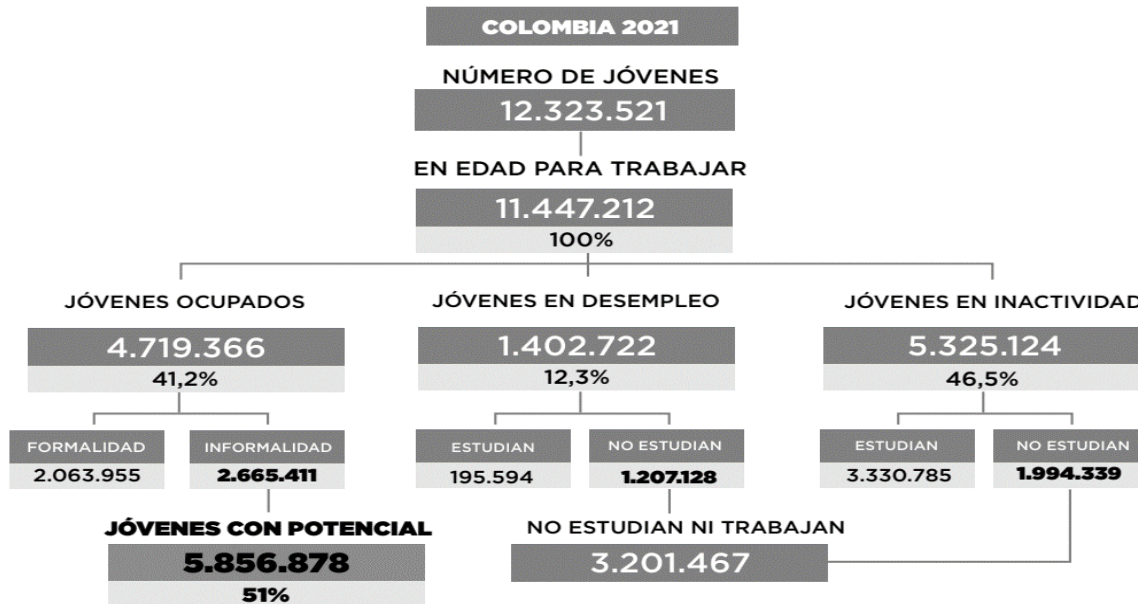 COLOMBIA 2021
NÚMERO DE JÓVENES
12.323.521
EN EDAD PARA TRABAJAR
11.447.212
100%
JÓVENES OCUPADOS
4.719.366
41,2%
JÓVENES EN DESEMPLEO
1.402.722
12,3%
JÓVENES EN INACTIVIDAD
5.325.124
46,5%
FORMALIDAD
2.063.955
INFORMALIDAD
2.665.411
ESTUDIAN
195.594
NO ESTUDIAN
1.207.128
ESTUDIAN
3.330.785
NO ESTUDIAN
1.994.339
JÓVENES CON POTENCIAL
5.856.878
51%
NO ESTUDIAN NI TRABAJAN
3.201.467